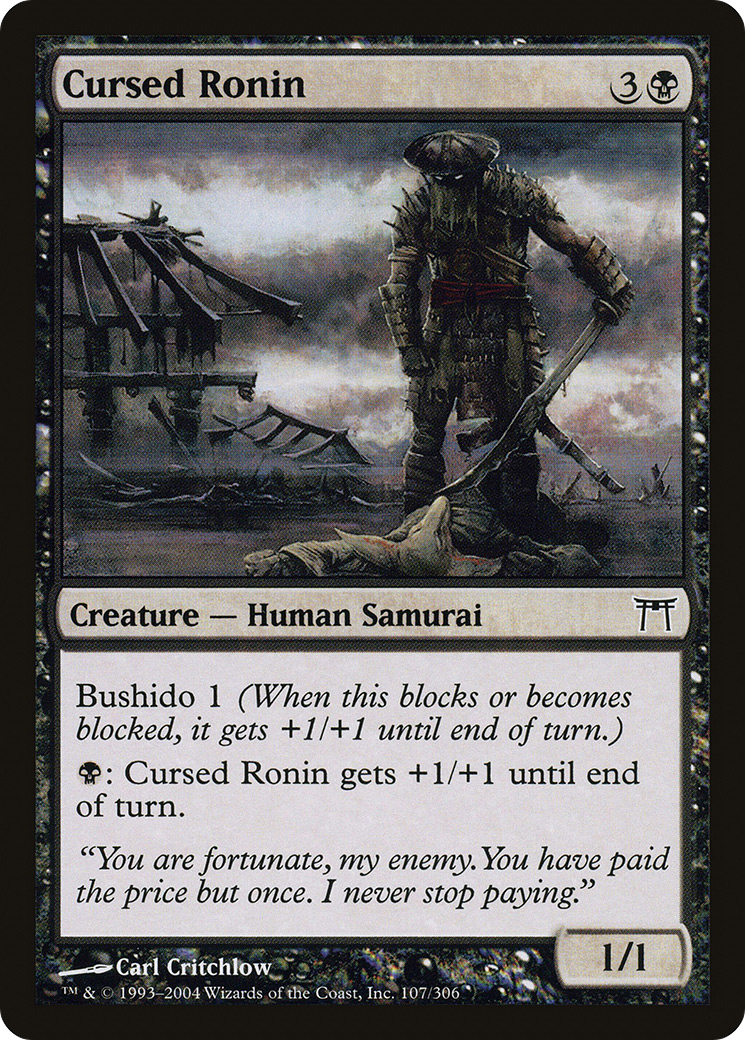 Cursed Ronin 3
Creature — Human Samurai
Bushido 1 (When this blocks or becomes
blocked, it gets +1/+1 until end of turn.)
: Cursed Ronin gets +1/+1 until end
of turn.
“You are fortunate, my enemy. You have paid
the price but once. I never stop paying.”
1/1
Carl Critchlow
™ & © 1993–2004 Wizards of the Coast, Inc. 107/306